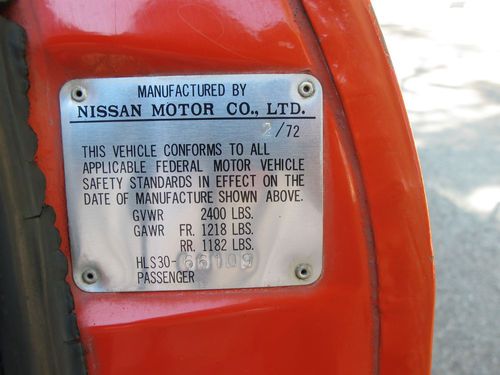 MANUFACTURED BY
NISSAN MOTOR CO., LTD.
2/72
THIS VEHICLE CONFORMS TO ALL
APPLICABLE FEDERAL MOTOR VEHICLE
SAFETY STANDARDS IN EFFECT ON THE
DATE OF MANUFACTURE SHOWN ABOVE.
GVWR 2400 LBS.
GAWR FR. 1218 LBS.
RR. 1182 LBS.
HLS30-66109
PASSENGER